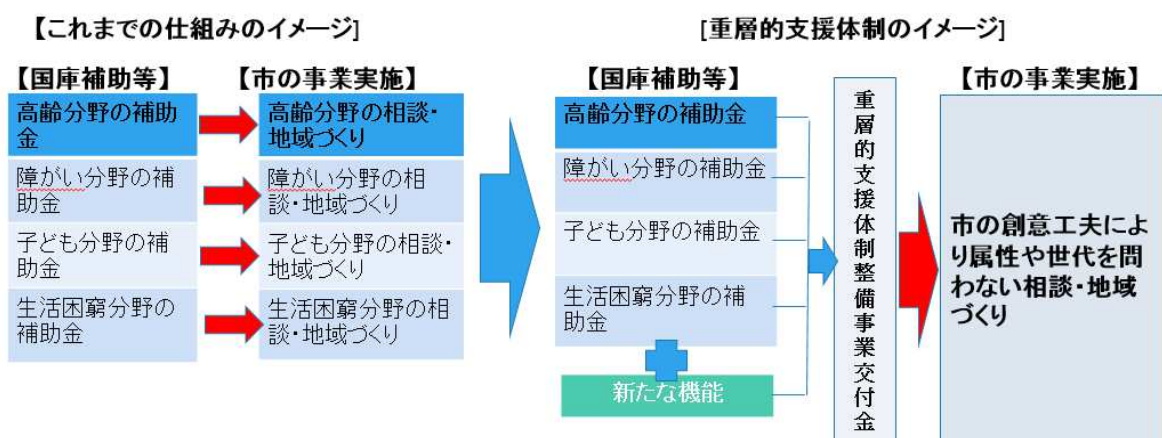 【これまでの仕組みのイメージ]
【国庫補助等】
【市の事業実施】
高齢分野の補助
金
高齢分野の相談・
地域づくり
障がい分野の補
助金
障がい分野の相
談・地域づくり
子ども分野の補
助金
子ども分野の相談・
地域づくり
生活困窮分野の
補助金
生活困窮分野の相
談・地域づくり
[重層的支援体制のイメージ]
【国庫補助等】
高齢分野の補助金
障がい分野の補助金
子ども分野の補助金
生活困窮分野の補
助金
新たな機能
重層的支援体制整備事業交付金
【市の事業実施】
市の創意工夫によ
り属性や世代を問
わない相談・地域
づくり